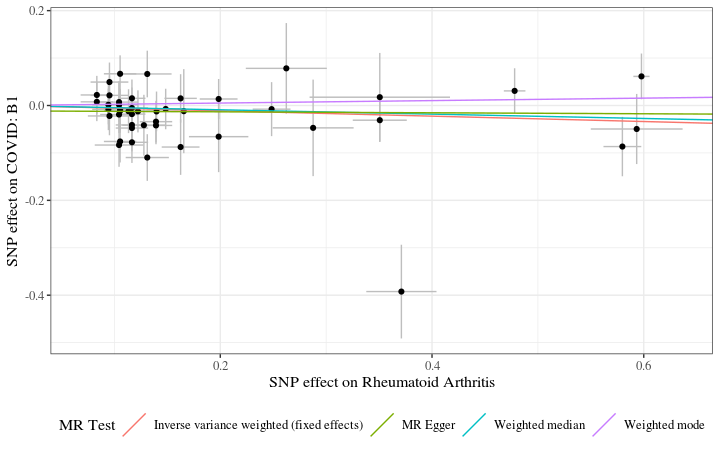 0.2
0.0
-0.2
-0.4
SNP effect on COVID: B1
0.2
0.4
0.6
SNP effect on Rheumatoid Arthritis
MR Test
Inverse variance weighted (fixed effects)
MR Egger
Weighted median
Weighted mode